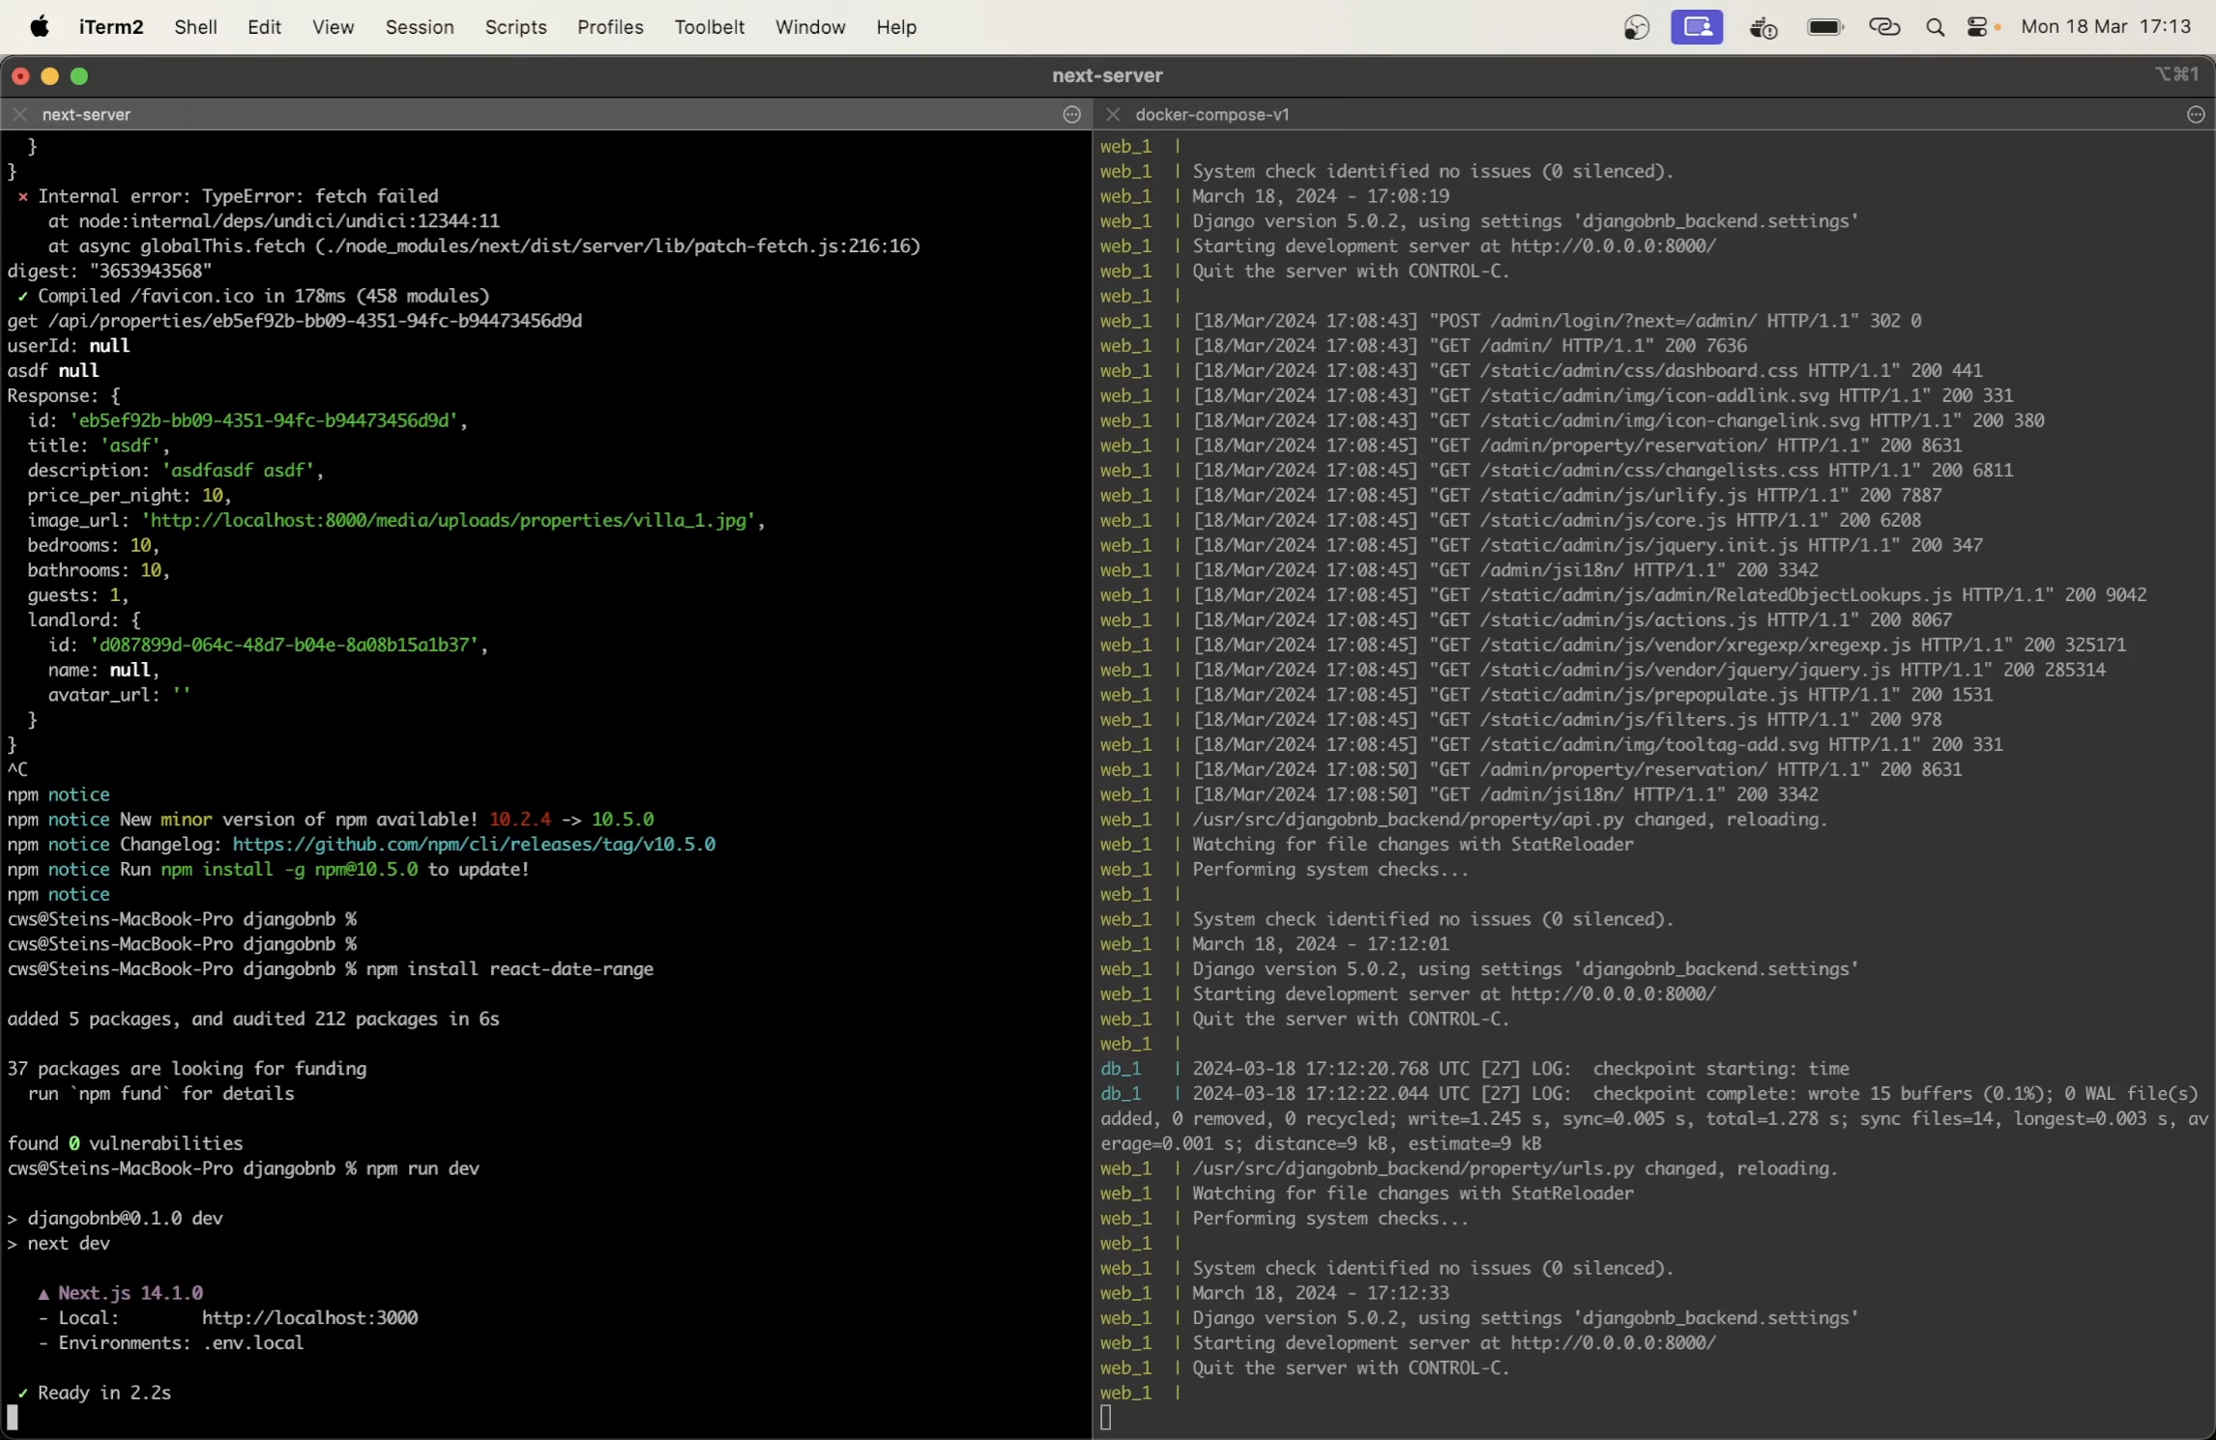 iTerm2 Shell Edit View Session Scripts Profiles Toolbelt Window Help Mon 18 Mar 17:13
next-server ⌥⌘1
next-server
  }
}
 ⨯ Internal error: TypeError: fetch failed
    at node:internal/deps/undici/undici:12344:11
    at async globalThis.fetch (./node_modules/next/dist/server/lib/patch-fetch.js:216:16)
digest: "3653943568"
 ✓ Compiled /favicon.ico in 178ms (458 modules)
get /api/properties/eb5ef92b-bb09-4351-94fc-b94473456d9d
userId: null
asdf null
Response: {
  id: 'eb5ef92b-bb09-4351-94fc-b94473456d9d',
  title: 'asdf',
  description: 'asdfasdf asdf',
  price_per_night: 10,
  image_url: 'http://localhost:8000/media/uploads/properties/villa_1.jpg',
  bedrooms: 10,
  bathrooms: 10,
  guests: 1,
  landlord: {
    id: 'd087899d-064c-48d7-b04e-8a08b15a1b37',
    name: null,
    avatar_url: ''
  }
}
^C
npm notice
npm notice New minor version of npm available! 10.2.4 -> 10.5.0
npm notice Changelog: https://github.com/npm/cli/releases/tag/v10.5.0
npm notice Run npm install -g npm@10.5.0 to update!
npm notice
cws@Steins-MacBook-Pro djangobnb %
cws@Steins-MacBook-Pro djangobnb %
cws@Steins-MacBook-Pro djangobnb % npm install react-date-range
added 5 packages, and audited 212 packages in 6s
37 packages are looking for funding
  run `npm fund` for details
found 0 vulnerabilities
cws@Steins-MacBook-Pro djangobnb % npm run dev
> djangobnb@0.1.0 dev
> next dev
   ▲ Next.js 14.1.0
   - Local:        http://localhost:3000
   - Environments: .env.local
 ✓ Ready in 2.2s
docker-compose-v1
web_1  |
web_1  | System check identified no issues (0 silenced).
web_1  | March 18, 2024 - 17:08:19
web_1  | Django version 5.0.2, using settings 'djangobnb_backend.settings'
web_1  | Starting development server at http://0.0.0.0:8000/
web_1  | Quit the server with CONTROL-C.
web_1  |
web_1  | [18/Mar/2024 17:08:43] "POST /admin/login/?next=/admin/ HTTP/1.1" 302 0
web_1  | [18/Mar/2024 17:08:43] "GET /admin/ HTTP/1.1" 200 7636
web_1  | [18/Mar/2024 17:08:43] "GET /static/admin/css/dashboard.css HTTP/1.1" 200 441
web_1  | [18/Mar/2024 17:08:43] "GET /static/admin/img/icon-addlink.svg HTTP/1.1" 200 331
web_1  | [18/Mar/2024 17:08:43] "GET /static/admin/img/icon-changelink.svg HTTP/1.1" 200 380
web_1  | [18/Mar/2024 17:08:45] "GET /admin/property/reservation/ HTTP/1.1" 200 8631
web_1  | [18/Mar/2024 17:08:45] "GET /static/admin/css/changelists.css HTTP/1.1" 200 6811
web_1  | [18/Mar/2024 17:08:45] "GET /static/admin/js/urlify.js HTTP/1.1" 200 7887
web_1  | [18/Mar/2024 17:08:45] "GET /static/admin/js/core.js HTTP/1.1" 200 6208
web_1  | [18/Mar/2024 17:08:45] "GET /static/admin/js/jquery.init.js HTTP/1.1" 200 347
web_1  | [18/Mar/2024 17:08:45] "GET /admin/jsi18n/ HTTP/1.1" 200 3342
web_1  | [18/Mar/2024 17:08:45] "GET /static/admin/js/admin/RelatedObjectLookups.js HTTP/1.1" 200 9042
web_1  | [18/Mar/2024 17:08:45] "GET /static/admin/js/actions.js HTTP/1.1" 200 8067
web_1  | [18/Mar/2024 17:08:45] "GET /static/admin/js/vendor/xregexp/xregexp.js HTTP/1.1" 200 325171
web_1  | [18/Mar/2024 17:08:45] "GET /static/admin/js/vendor/jquery/jquery.js HTTP/1.1" 200 285314
web_1  | [18/Mar/2024 17:08:45] "GET /static/admin/js/prepopulate.js HTTP/1.1" 200 1531
web_1  | [18/Mar/2024 17:08:45] "GET /static/admin/js/filters.js HTTP/1.1" 200 978
web_1  | [18/Mar/2024 17:08:45] "GET /static/admin/img/tooltag-add.svg HTTP/1.1" 200 331
web_1  | [18/Mar/2024 17:08:50] "GET /admin/property/reservation/ HTTP/1.1" 200 8631
web_1  | [18/Mar/2024 17:08:50] "GET /admin/jsi18n/ HTTP/1.1" 200 3342
web_1  | /usr/src/djangobnb_backend/property/api.py changed, reloading.
web_1  | Watching for file changes with StatReloader
web_1  | Performing system checks...
web_1  |
web_1  | System check identified no issues (0 silenced).
web_1  | March 18, 2024 - 17:12:01
web_1  | Django version 5.0.2, using settings 'djangobnb_backend.settings'
web_1  | Starting development server at http://0.0.0.0:8000/
web_1  | Quit the server with CONTROL-C.
web_1  |
db_1   | 2024-03-18 17:12:20.768 UTC [27] LOG:  checkpoint starting: time
db_1   | 2024-03-18 17:12:22.044 UTC [27] LOG:  checkpoint complete: wrote 15 buffers (0.1%); 0 WAL file(s)
added, 0 removed, 0 recycled; write=1.245 s, sync=0.005 s, total=1.278 s; sync files=14, longest=0.003 s, av
erage=0.001 s; distance=9 kB, estimate=9 kB
web_1  | /usr/src/djangobnb_backend/property/urls.py changed, reloading.
web_1  | Watching for file changes with StatReloader
web_1  | Performing system checks...
web_1  |
web_1  | System check identified no issues (0 silenced).
web_1  | March 18, 2024 - 17:12:33
web_1  | Django version 5.0.2, using settings 'djangobnb_backend.settings'
web_1  | Starting development server at http://0.0.0.0:8000/
web_1  | Quit the server with CONTROL-C.
web_1  |